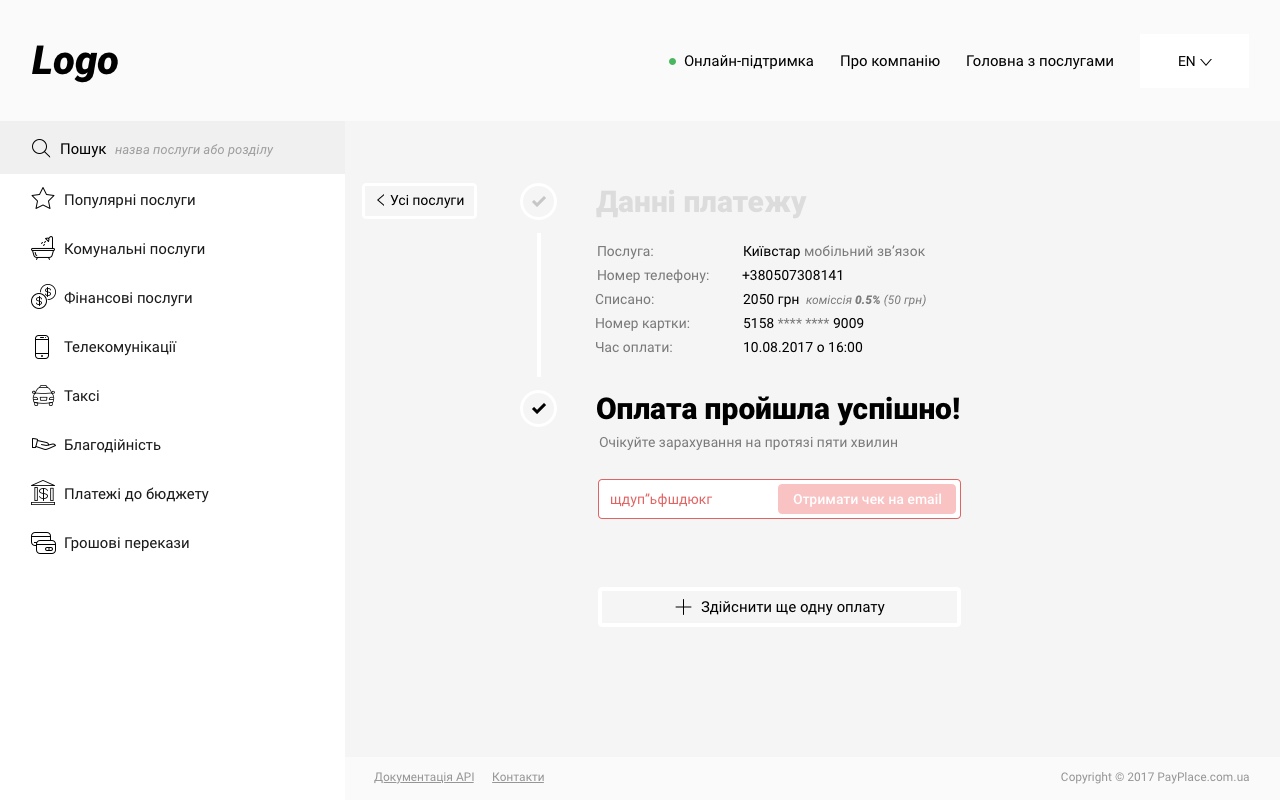 Logo
Онлайн-підтримка Про компанію Головна з послугами EN
Пошук назва послуги або розділу
Популярні послуги
Комунальні послуги
Фінансові послуги
Телекомунікації
Таксі
Благодійність
Платежі до бюджету
Грошові перекази
Усі послуги
Данні платежу
Послуга: Київстар мобільний зв’язок
Номер телефону: +380507308141
Списано: 2050 грн коміссія 0.5% (50 грн)
Номер картки: 5158 **** **** 9009
Час оплати: 10.08.2017 о 16:00
Оплата пройшла успішно!
Очікуйте зарахування на протязі пяти хвилин
щдуп“ьфшдюкг Отримати чек на email
Здійснити ще одну оплату
Документація API Контакти Copyright © 2017 PayPlace.com.ua